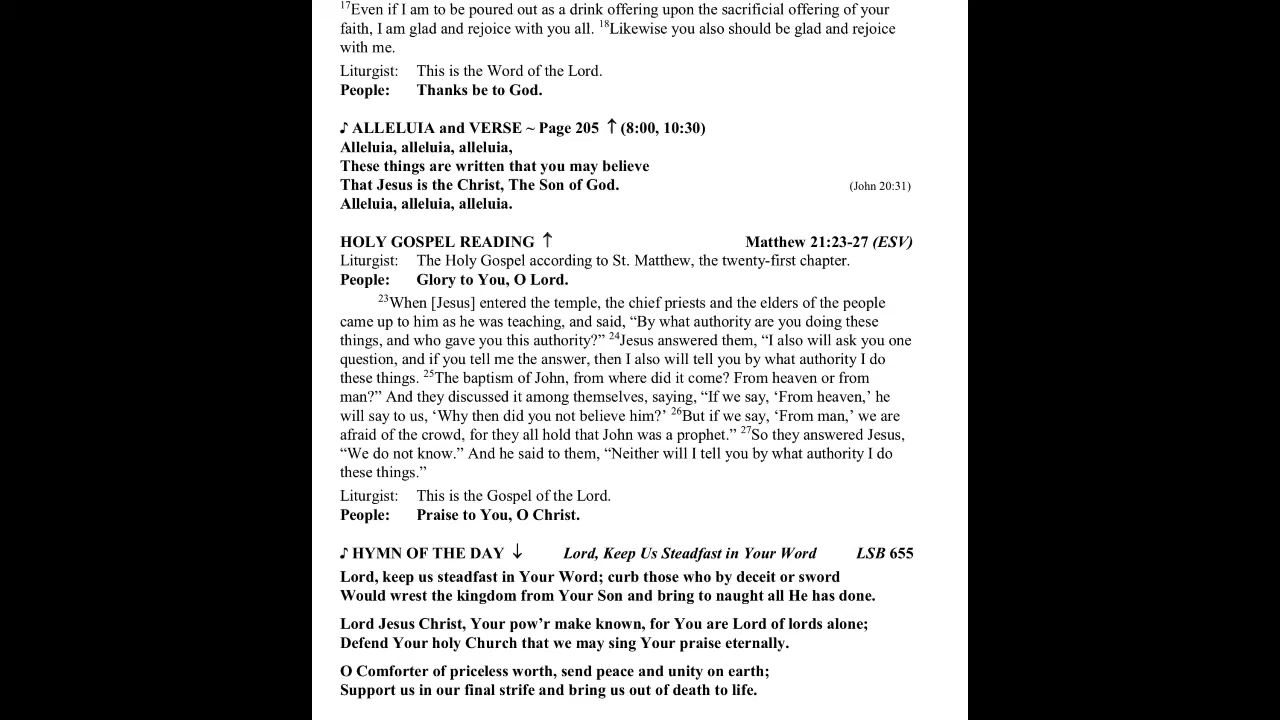 ¹⁷Even if I am to be poured out as a drink offering upon the sacrificial offering of your
faith, I am glad and rejoice with you all. ¹⁸Likewise you also should be glad and rejoice
with me.
Liturgist: This is the Word of the Lord.
People: Thanks be to God.
♪ ALLELUIA and VERSE ~ Page 205 ↑ (8:00, 10:30)
Alleluia, alleluia, alleluia,
These things are written that you may believe
That Jesus is the Christ, The Son of God. (John 20:31)
Alleluia, alleluia, alleluia.
HOLY GOSPEL READING ↑ Matthew 21:23-27 (ESV)
Liturgist: The Holy Gospel according to St. Matthew, the twenty-first chapter.
People: Glory to You, O Lord.
²³When [Jesus] entered the temple, the chief priests and the elders of the people
came up to him as he was teaching, and said, “By what authority are you doing these
things, and who gave you this authority?” ²⁴Jesus answered them, “I also will ask you one
question, and if you tell me the answer, then I also will tell you by what authority I do
these things. ²⁵The baptism of John, from where did it come? From heaven or from
man?” And they discussed it among themselves, saying, “If we say, ‘From heaven,’ he
will say to us, ‘Why then did you not believe him?’ ²⁶But if we say, ‘From man,’ we are
afraid of the crowd, for they all hold that John was a prophet.” ²⁷So they answered Jesus,
“We do not know.” And he said to them, “Neither will I tell you by what authority I do
these things.”
Liturgist: This is the Gospel of the Lord.
People: Praise to You, O Christ.
♪ HYMN OF THE DAY ↓ Lord, Keep Us Steadfast in Your Word LSB 655
Lord, keep us steadfast in Your Word; curb those who by deceit or sword
Would wrest the kingdom from Your Son and bring to naught all He has done.
Lord Jesus Christ, Your pow’r make known, for You are Lord of lords alone;
Defend Your holy Church that we may sing Your praise eternally.
O Comforter of priceless worth, send peace and unity on earth;
Support us in our final strife and bring us out of death to life.